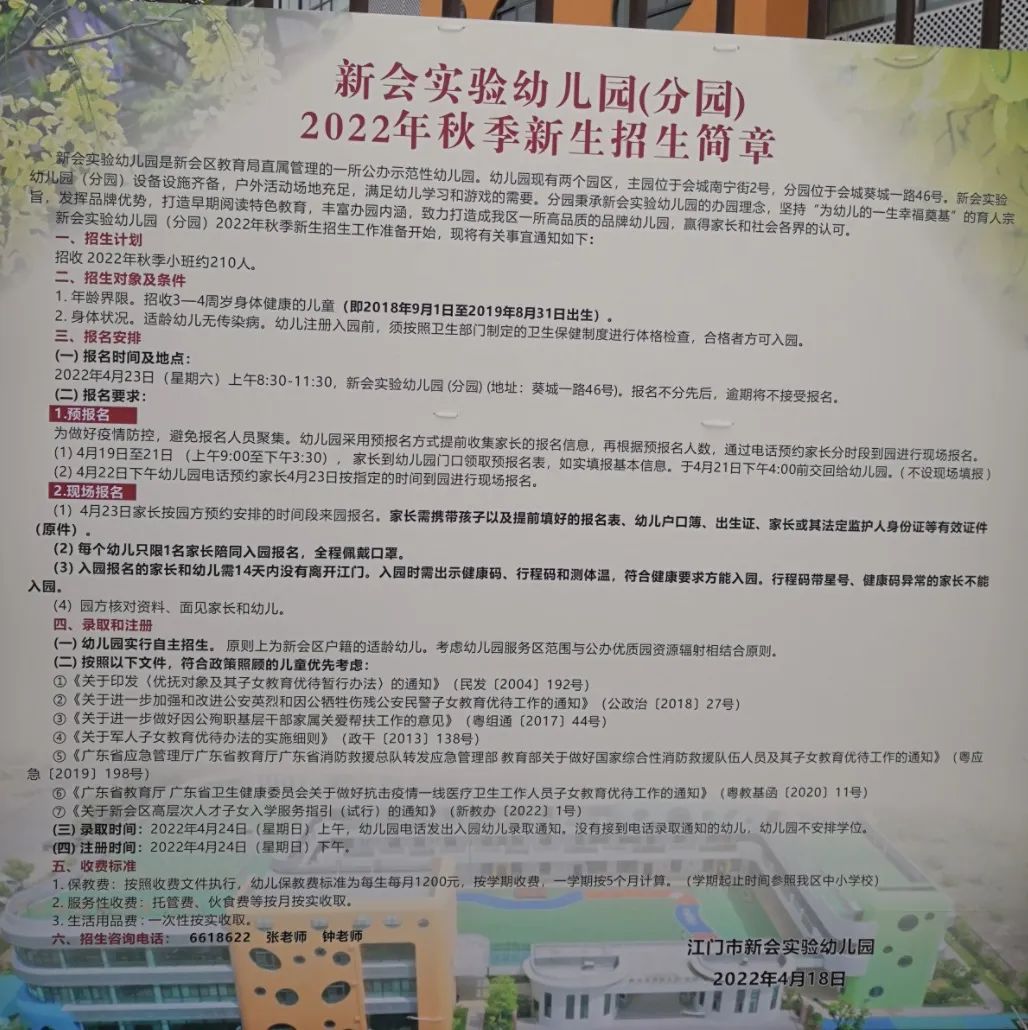 新会实验幼儿园(分园)
2022年秋季新生招生简章
新会实验幼儿园是新会区教育局直属管理的一所公办示范性幼儿园。幼儿园现有两个园区，主园位于会城南宁街2号，分园位于会城葵城一路46号。新会实验
幼儿园（分园）设备设施齐备，户外活动场地充足，满足幼儿学习和游戏的需要。分园秉承新会实验幼儿园的办园理念，坚持“为幼儿的一生幸福奠基”的育人宗
旨，发挥品牌优势，打造早期阅读特色教育，丰富办园内涵，致力打造成我区一所高品质的品牌幼儿园，赢得家长和社会各界的认可。
新会实验幼儿园（分园）2022年秋季新生招生工作准备开始，现将有关事宜通知如下：
一、招生计划
招收 2022年秋季小班约210人。
二、招生对象及条件
1. 年龄界限。招收3—4周岁身体健康的儿童（即2018年9月1日至2019年8月31日出生）。
2. 身体状况。适龄幼儿无传染病。幼儿注册入园前，须按照卫生部门制定的卫生保健制度进行体格检查，合格者方可入园。
三、报名安排
(一) 报名时间及地点：
2022年4月23日（星期六）上午8:30-11:30，新会实验幼儿园 (分园) (地址：葵城一路46号)。报名不分先后，逾期将不接受报名。
(二) 报名要求：
1.预报名
为做好疫情防控，避免报名人员聚集。幼儿园采用预报名方式提前收集家长的报名信息，再根据预报名人数，通过电话预约家长分时段到园进行现场报名。
(1) 4月19日至21日 （上午9:00至下午3:30），家长到幼儿园门口领取预报名表，如实填报基本信息。于4月21日下午4:00前交回给幼儿园。（不设现场填报）
(2) 4月22日下午幼儿园电话预约家长4月23日按指定的时间到园进行现场报名。
2.现场报名
(1) 4月23日家长按园方预约安排的时间段来园报名。家长需携带孩子以及提前填好的报名表、幼儿户口簿、出生证、家长或其法定监护人身份证等有效证件
（原件）。
(2) 每个幼儿只限1名家长陪同入园报名，全程佩戴口罩。
(3) 入园报名的家长和幼儿需14天内没有离开江门。入园时需出示健康码、行程码和测体温，符合健康要求方能入园。行程码带星号、健康码异常的家长不能
入园。
(4) 园方核对资料、面见家长和幼儿。
四、录取和注册
(一) 幼儿园实行自主招生。 原则上为新会区户籍的适龄幼儿。考虑幼儿园服务区范围与公办优质园资源辐射相结合原则。
(二) 按照以下文件，符合政策照顾的儿童优先考虑：
①《关于印发〈优抚对象及其子女教育优待暂行办法〉的通知》（民发〔2004〕192号）
②《关于进一步加强和改进公安英烈和因公牺牲伤残公安民警子女教育优待工作的通知》（公政治〔2018〕27号）
③《关于进一步做好因公殉职基层干部家属关爱帮扶工作的意见》（粤组通〔2017〕44号）
④《关于军人子女教育优待办法的实施细则》（政干〔2013〕138号）
⑤《广东省应急管理厅广东省教育厅广东省消防救援总队转发应急管理部 教育部关于做好国家综合性消防救援队伍人员及其子女教育优待工作的通知》（粤应
急〔2019〕198号）
⑥《广东省教育厅 广东省卫生健康委员会关于做好抗击疫情一线医疗卫生工作人员子女教育优待工作的通知》（粤教基函〔2020〕11号）
⑦《关于新会区高层次人才子女入学服务指引（试行）的通知》（新教办〔2022〕1号）
(三) 录取时间：2022年4月24日（星期日）上午，幼儿园电话发出入园幼儿录取通知。没有接到电话录取通知的幼儿，幼儿园不安排学位。
(四) 注册时间：2022年4月24日（星期日）下午。
五、收费标准
1. 保教费：按照收费文件执行，幼儿保教费标准为每生每月1200元，按学期收费，一学期按5个月计算。（学期起止时间参照我区中小学校）
2. 服务性收费：托管费、伙食费等按月按实收取。
3. 生活用品费：一次性按实收取。
六、招生咨询电话： 6618622 张老师 钟老师
江门市新会实验幼儿园
2022年4月18日